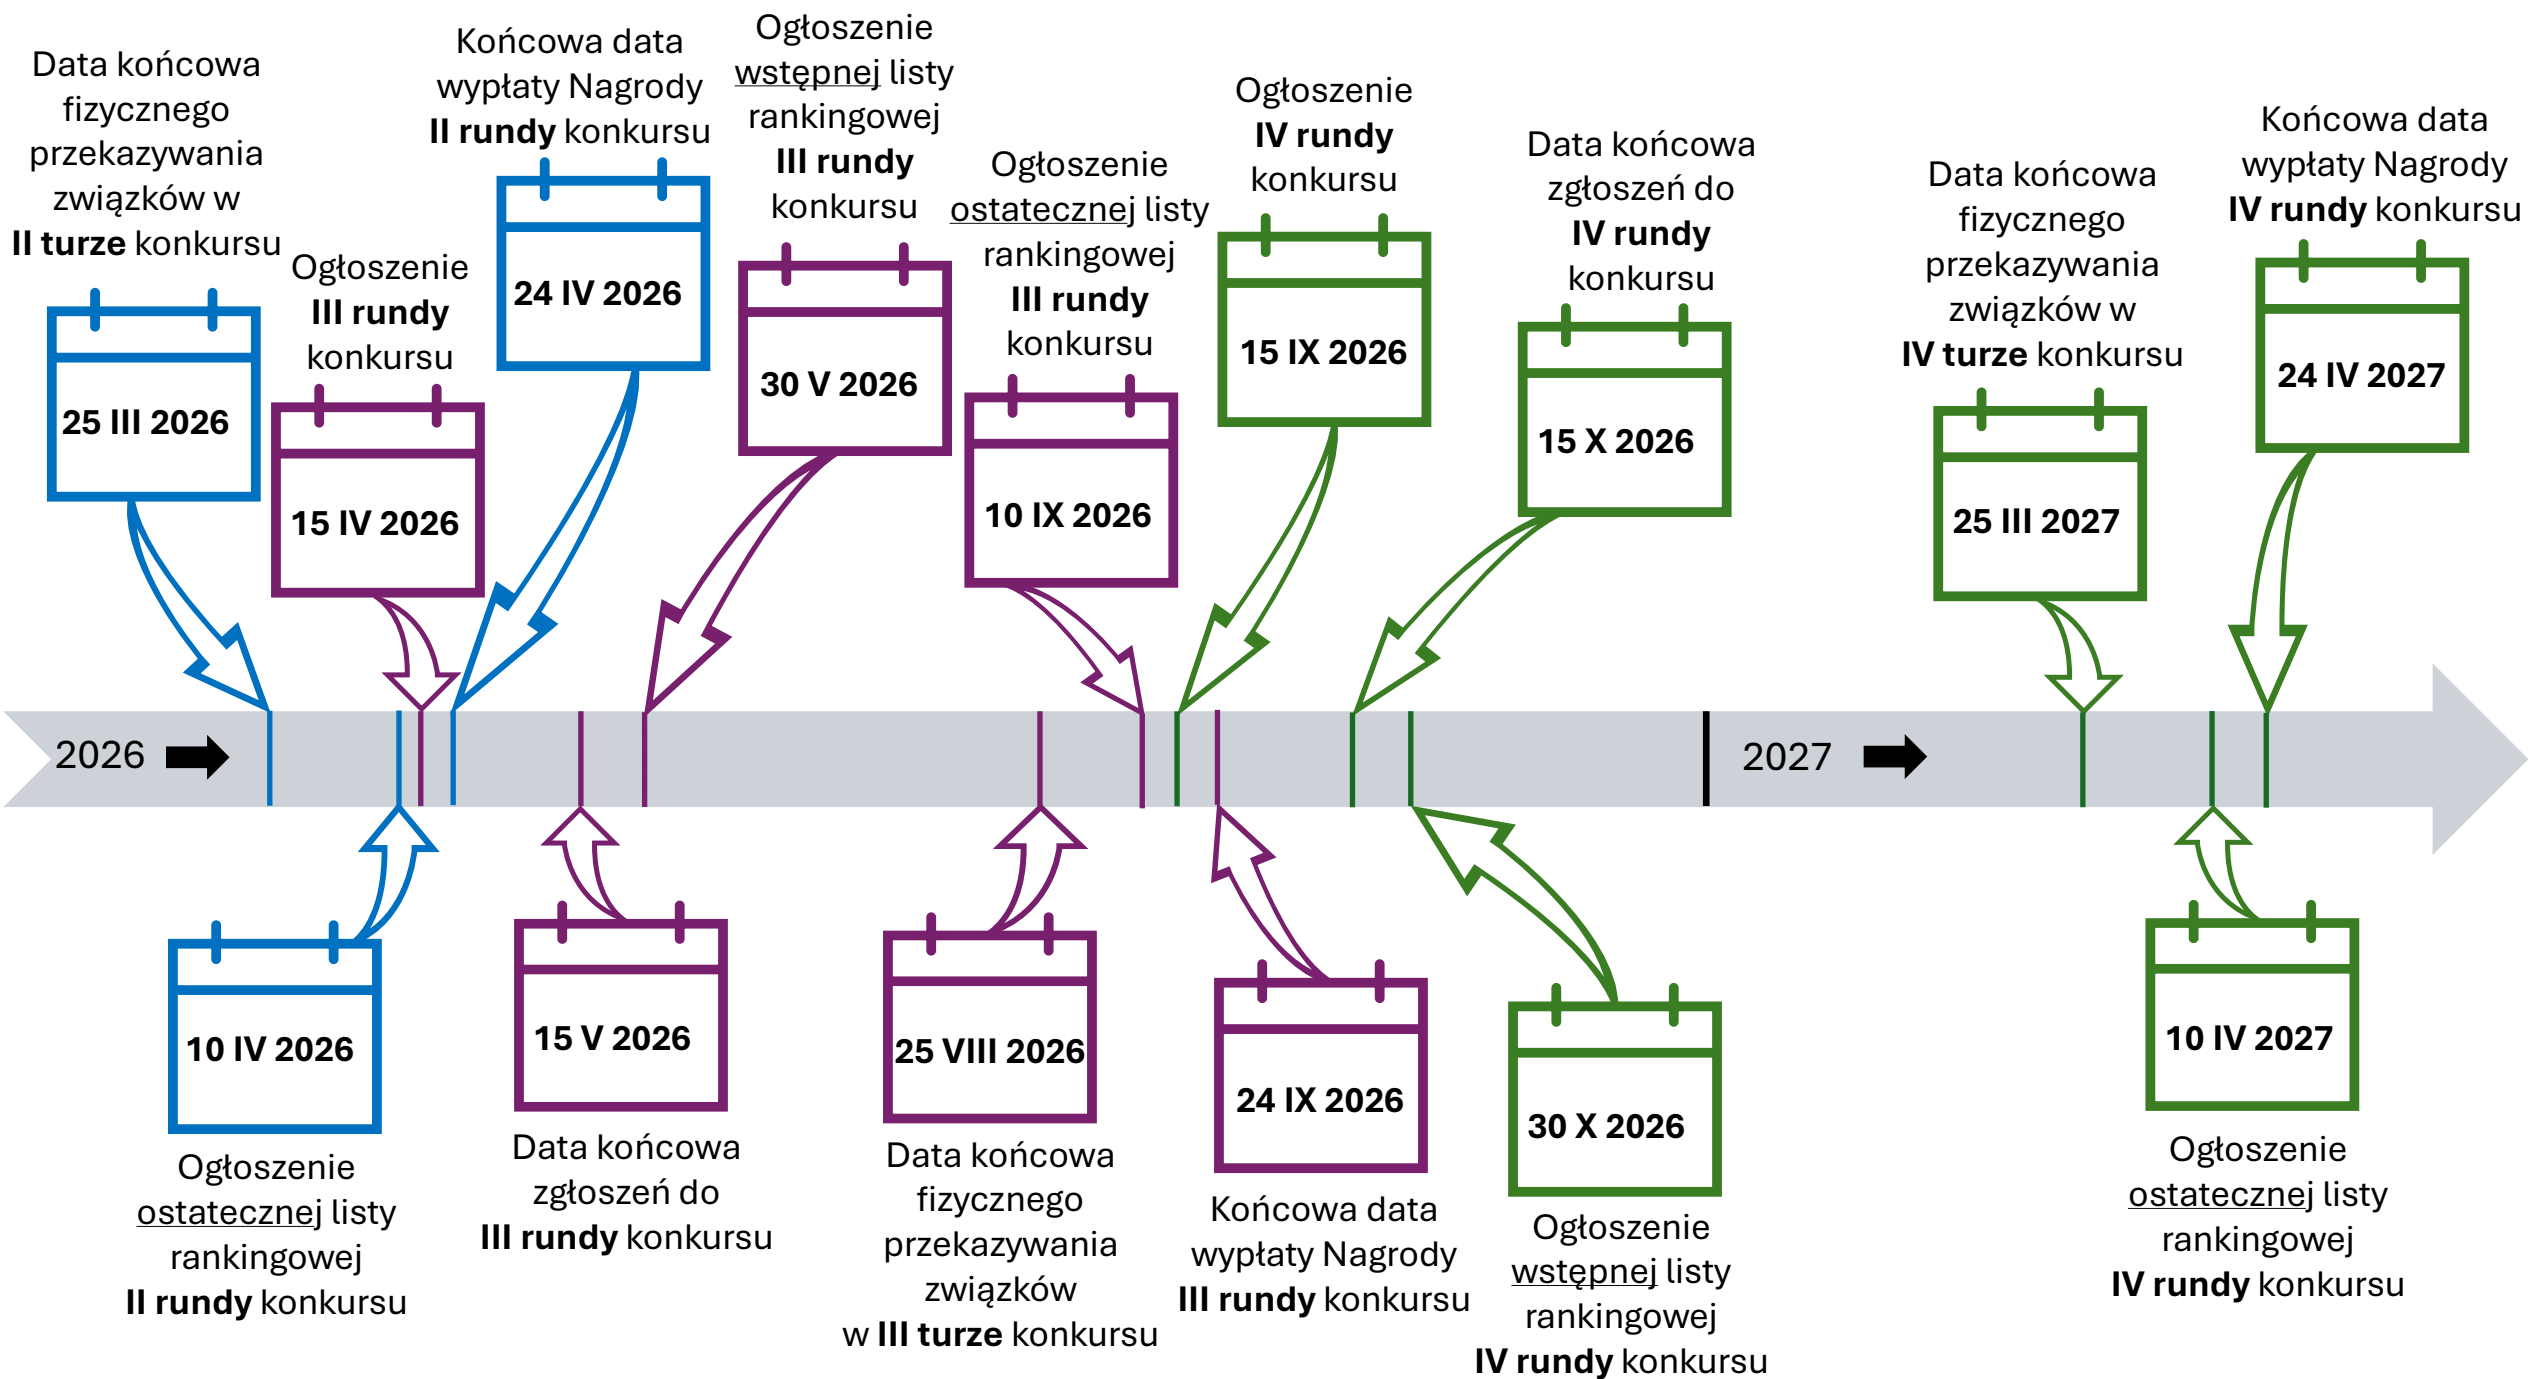 Data końcowa
fizycznego
przekazywania
związków w
II turze konkursu
25 III 2026
Ogłoszenie
III rundy
konkursu
15 IV 2026
Końcowa data
wypłaty Nagrody
II rundy konkursu
24 IV 2026
Ogłoszenie
wstępnej listy
rankingowej
III rundy
konkursu
30 V 2026
Ogłoszenie
ostatecznej listy
rankingowej
III rundy
konkursu
10 IX 2026
Ogłoszenie
IV rundy
konkursu
15 IX 2026
Data końcowa
zgłoszeń do
IV rundy
konkursu
15 X 2026
Data końcowa
fizycznego
przekazywania
związków w
IV turze konkursu
25 III 2027
Końcowa data
wypłaty Nagrody
IV rundy konkursu
24 IV 2027
2026
2027
10 IV 2026
Ogłoszenie
ostatecznej listy
rankingowej
II rundy konkursu
15 V 2026
Data końcowa
zgłoszeń do
III rundy konkursu
25 VIII 2026
Data końcowa
fizycznego
przekazywania
związków
w III turze konkursu
24 IX 2026
Końcowa data
wypłaty Nagrody
III rundy konkursu
30 X 2026
Ogłoszenie
wstępnej listy
rankingowej
IV rundy konkursu
10 IV 2027
Ogłoszenie
ostatecznej listy
rankingowej
IV rundy konkursu